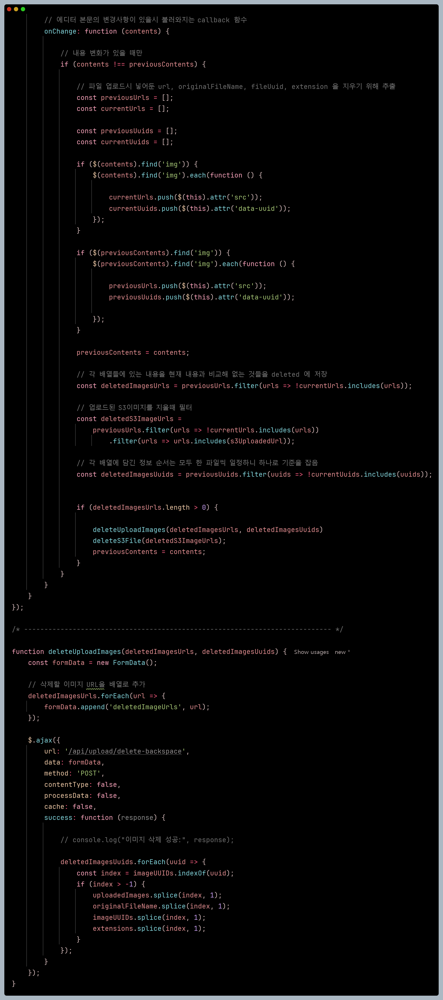 // 에디터 본문의 변경사항이 있을시 불러와지는 callback 함수
onChange: function (contents) {
// 내용 변화가 있을 때만
if (contents !== previousContents) {
// 파일 업로드시 넣어둔 url, originalFileName, fileUuid, extension 을 지우기 위해 추출
const previousUrls = [];
const currentUrls = [];
const previousUuids = [];
const currentUuids = [];
if ($(contents).find('img')) {
$(contents).find('img').each(function () {
currentUrls.push($(this).attr('src'));
currentUuids.push($(this).attr('data-uuid'));
});
}
if ($(previousContents).find('img')) {
$(previousContents).find('img').each(function () {
previousUrls.push($(this).attr('src'));
previousUuids.push($(this).attr('data-uuid'));
});
}
previousContents = contents;
// 각 배열들에 있는 내용을 현재 내용과 비교해 없는 것들을 deleted 에 저장
const deletedImagesUrls = previousUrls.filter(urls => !currentUrls.includes(urls));
// 업로드된 S3이미지를 지울때 필터
const deletedS3ImageUrls =
previousUrls.filter(urls => !currentUrls.includes(urls))
.filter(urls => urls.includes(s3UploadedUrl));
// 각 배열에 담긴 정보 순서는 모두 한 파일씩 일정하니 하나로 기준을 잡음
const deletedImagesUuids = previousUuids.filter(uuids => !currentUuids.includes(uuids));
if (deletedImagesUrls.length > 0) {
deleteUploadImages(deletedImagesUrls, deletedImagesUuids)
deleteS3File(deletedS3ImageUrls);
previousContents = contents;
}
}
}
}
});
/* ---------------------------------------------------------------------------- */
function deleteUploadImages(deletedImagesUrls, deletedImagesUuids) { Show usages new *
const formData = new FormData();
// 삭제할 이미지 URL을 배열로 추가
deletedImagesUrls.forEach(url => {
formData.append('deletedImageUrls', url);
});
$.ajax({
url: '/api/upload/delete-backspace',
data: formData,
method: 'POST',
contentType: false,
processData: false,
cache: false,
success: function (response) {
// console.log("이미지 삭제 성공:", response);
deletedImagesUuids.forEach(uuid => {
const index = imageUUIDs.indexOf(uuid);
if (index > -1) {
uploadedImages.splice(index, 1);
originalFileName.splice(index, 1);
imageUUIDs.splice(index, 1);
extensions.splice(index, 1);
}
});
}
});
}